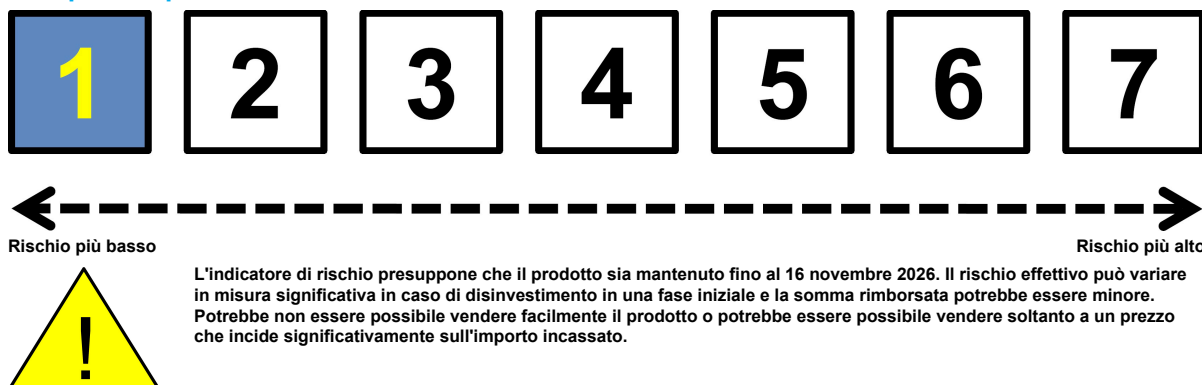 1 2 3 4 5 6 7
Rischio più basso Rischio più alto
L'indicatore di rischio presuppone che il prodotto sia mantenuto fino al 16 novembre 2026. Il rischio effettivo può variare
in misura significativa in caso di disinvestimento in una fase iniziale e la somma rimborsata potrebbe essere minore.
Potrebbe non essere possibile vendere facilmente il prodotto o potrebbe essere possibile vendere soltanto a un prezzo
che incide significativamente sull'importo incassato.
!